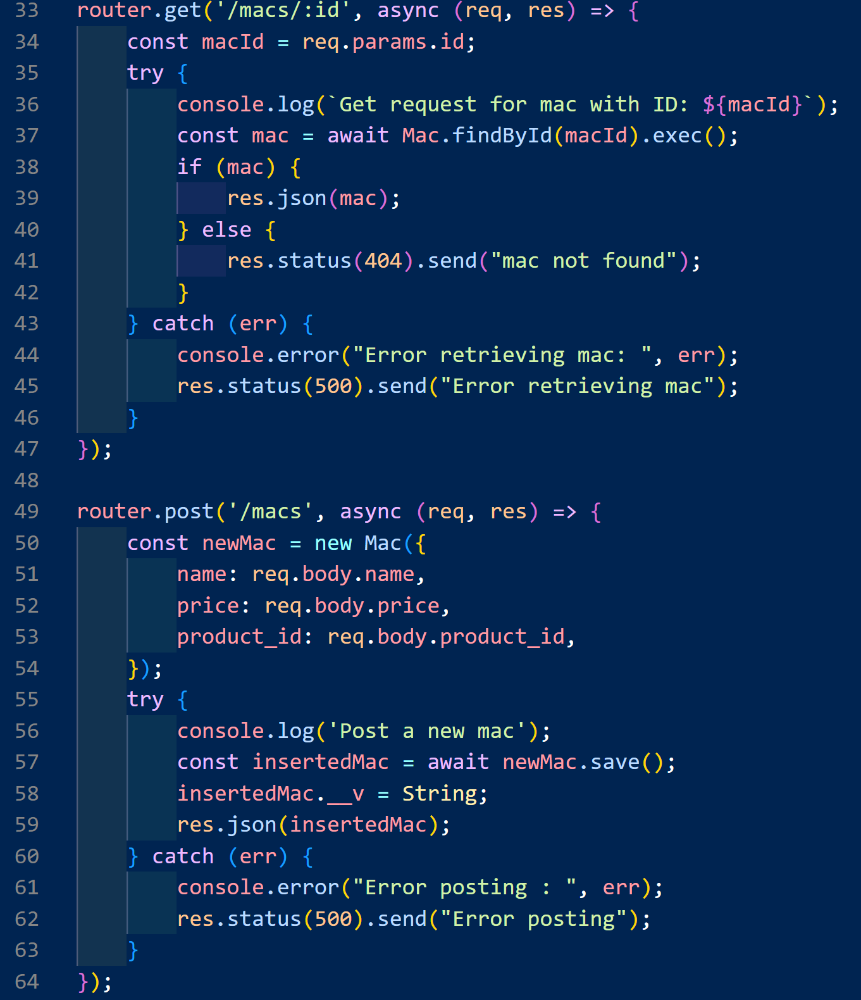 33 router.get('/macs/:id', async (req, res) => {
34     const macId = req.params.id;
35     try {
36         console.log(`Get request for mac with ID: ${macId}`);
37         const mac = await Mac.findById(macId).exec();
38         if (mac) {
39             res.json(mac);
40         } else {
41             res.status(404).send("mac not found");
42         }
43     } catch (err) {
44         console.error("Error retrieving mac: ", err);
45         res.status(500).send("Error retrieving mac");
46     }
47 });
48
49 router.post('/macs', async (req, res) => {
50     const newMac = new Mac({
51         name: req.body.name,
52         price: req.body.price,
53         product_id: req.body.product_id,
54     });
55     try {
56         console.log('Post a new mac');
57         const insertedMac = await newMac.save();
58         insertedMac.__v = String;
59         res.json(insertedMac);
60     } catch (err) {
61         console.error("Error posting : ", err);
62         res.status(500).send("Error posting");
63     }
64 });